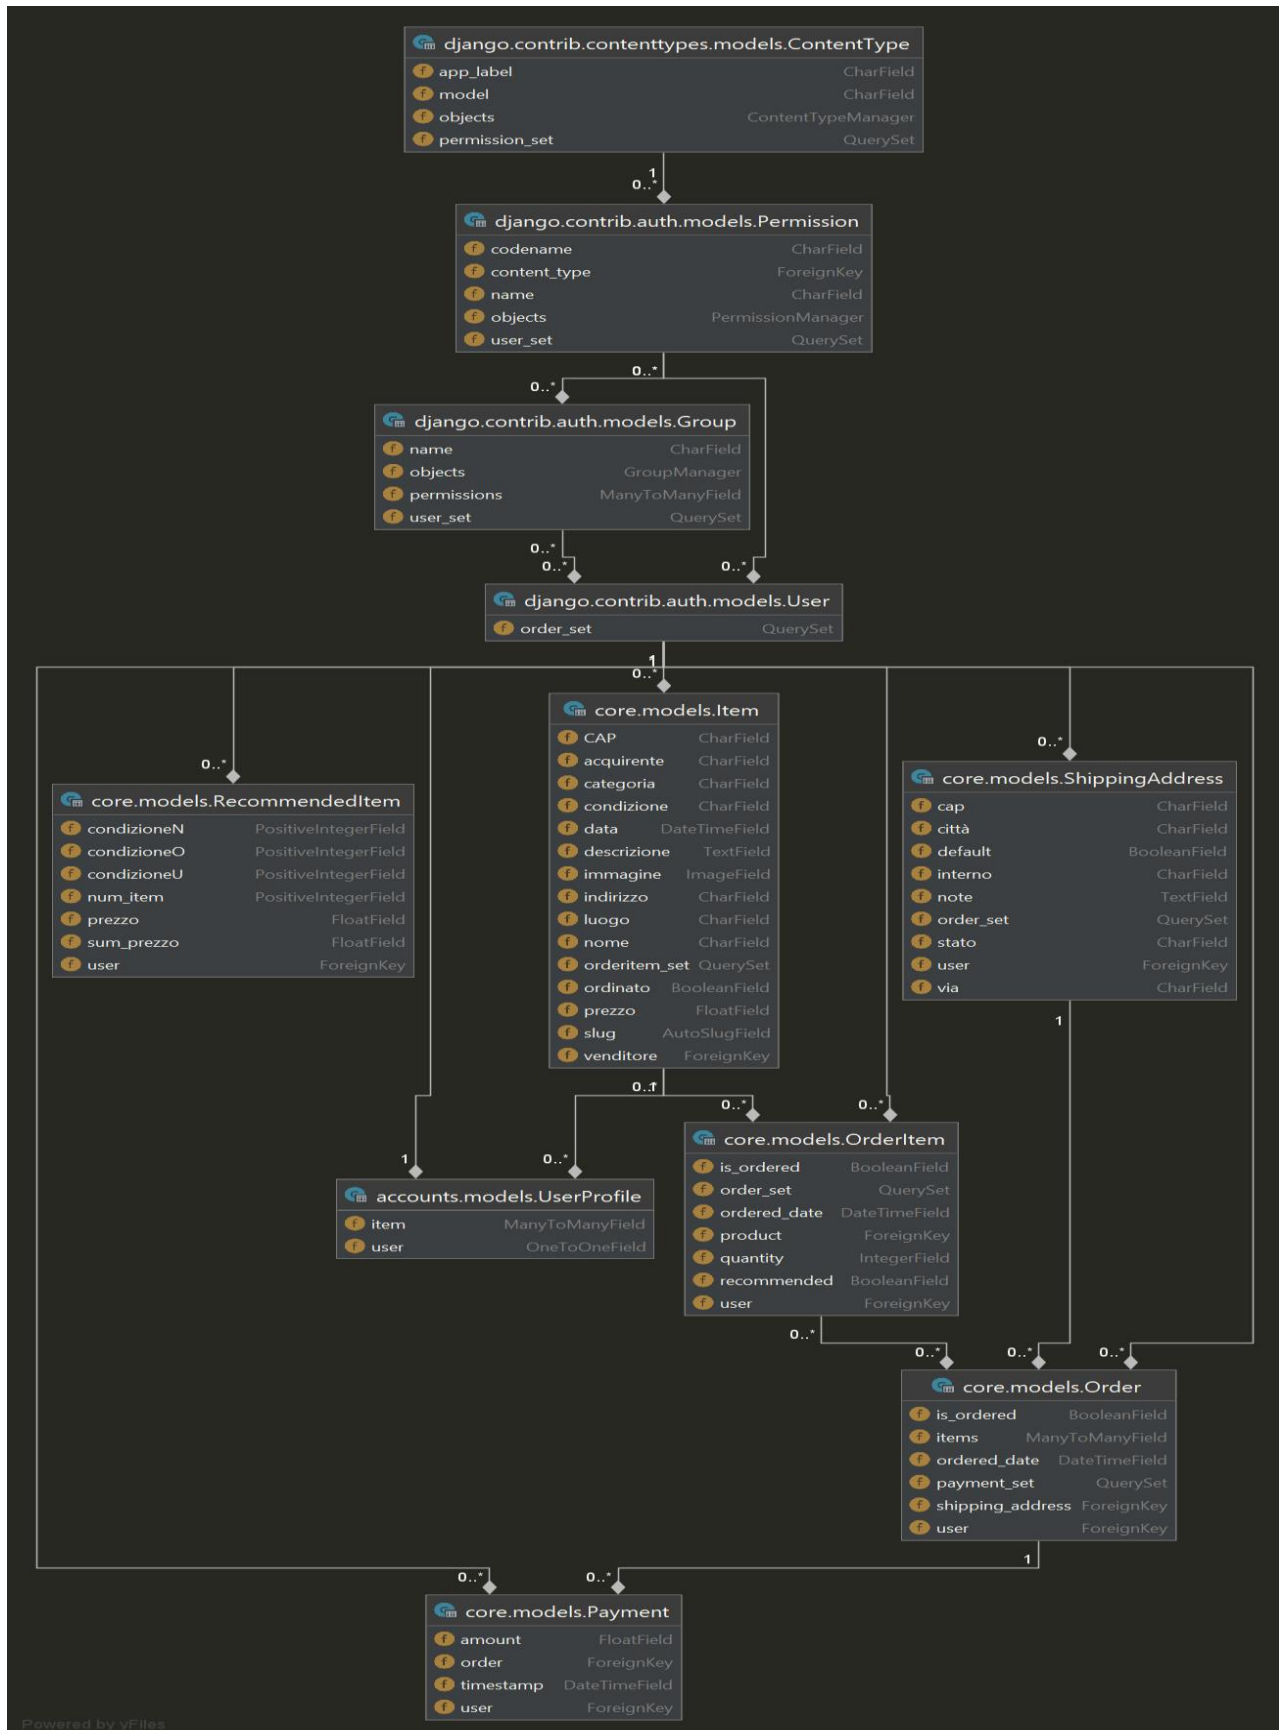 django.contrib.contenttypes.models.ContentType
app_label CharField
model CharField
objects ContentTypeManager
permission_set QuerySet
1
0..*
django.contrib.auth.models.Permission
codename CharField
content_type ForeignKey
name CharField
objects PermissionManager
user_set QuerySet
0..*
0..*
django.contrib.auth.models.Group
name CharField
objects GroupManager
permissions ManyToManyField
user_set QuerySet
0..*
0..* 0..*
django.contrib.auth.models.User
order_set QuerySet
1
0..*
core.models.Item
CAP CharField
acquirente CharField
categoria CharField
condizione CharField
data DateTimeField
descrizione TextField
immagine ImageField
indirizzo CharField
luogo CharField
nome CharField
orderitem_set QuerySet
ordinato BooleanField
prezzo FloatField
slug AutoSlugField
venditore ForeignKey
0..*
core.models.RecommendedItem
condizioneN PositiveIntegerField
condizioneO PositiveIntegerField
condizioneU PositiveIntegerField
num_item PositiveIntegerField
prezzo FloatField
sum_prezzo FloatField
user ForeignKey
0..*
core.models.ShippingAddress
cap CharField
città CharField
default BooleanField
interno CharField
note TextField
order_set QuerySet
stato CharField
user ForeignKey
via CharField
1
0..* 0..*
core.models.OrderItem
is_ordered BooleanField
order_set QuerySet
ordered_date DateTimeField
product ForeignKey
quantity IntegerField
recommended BooleanField
user ForeignKey
1 0..*
accounts.models.UserProfile
item ManyToManyField
user OneToOneField
0..*
0..* 0..* 0..*
core.models.Order
is_ordered BooleanField
items ManyToManyField
ordered_date DateTimeField
payment_set QuerySet
shipping_address ForeignKey
user ForeignKey
1
0..* 0..*
core.models.Payment
amount FloatField
order ForeignKey
timestamp DateTimeField
user ForeignKey
Powered by yFiles